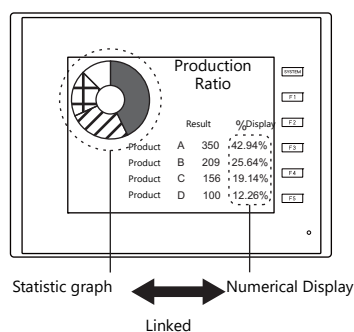 Production
Ratio
SYSTEM
F1
Result %Display
F2
Product A 350 42.94%
F3
Product B 209 25.64%
Product C 156 19.14%
F4
Product D 100 12.26%
F5
Statistic graph Numerical Display
Linked